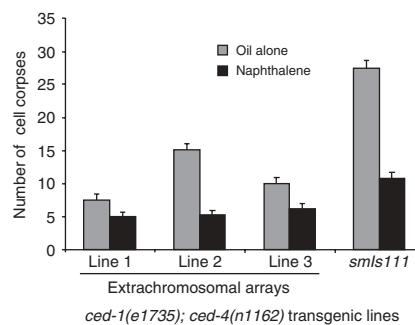 35
30
25
20
15
10
5
0
Number of cell corpses
Oil alone
Naphthalene
Line 1 Line 2 Line 3 smIs111
Extrachromosomal arrays
ced-1(e1735); ced-4(n1162) transgenic lines